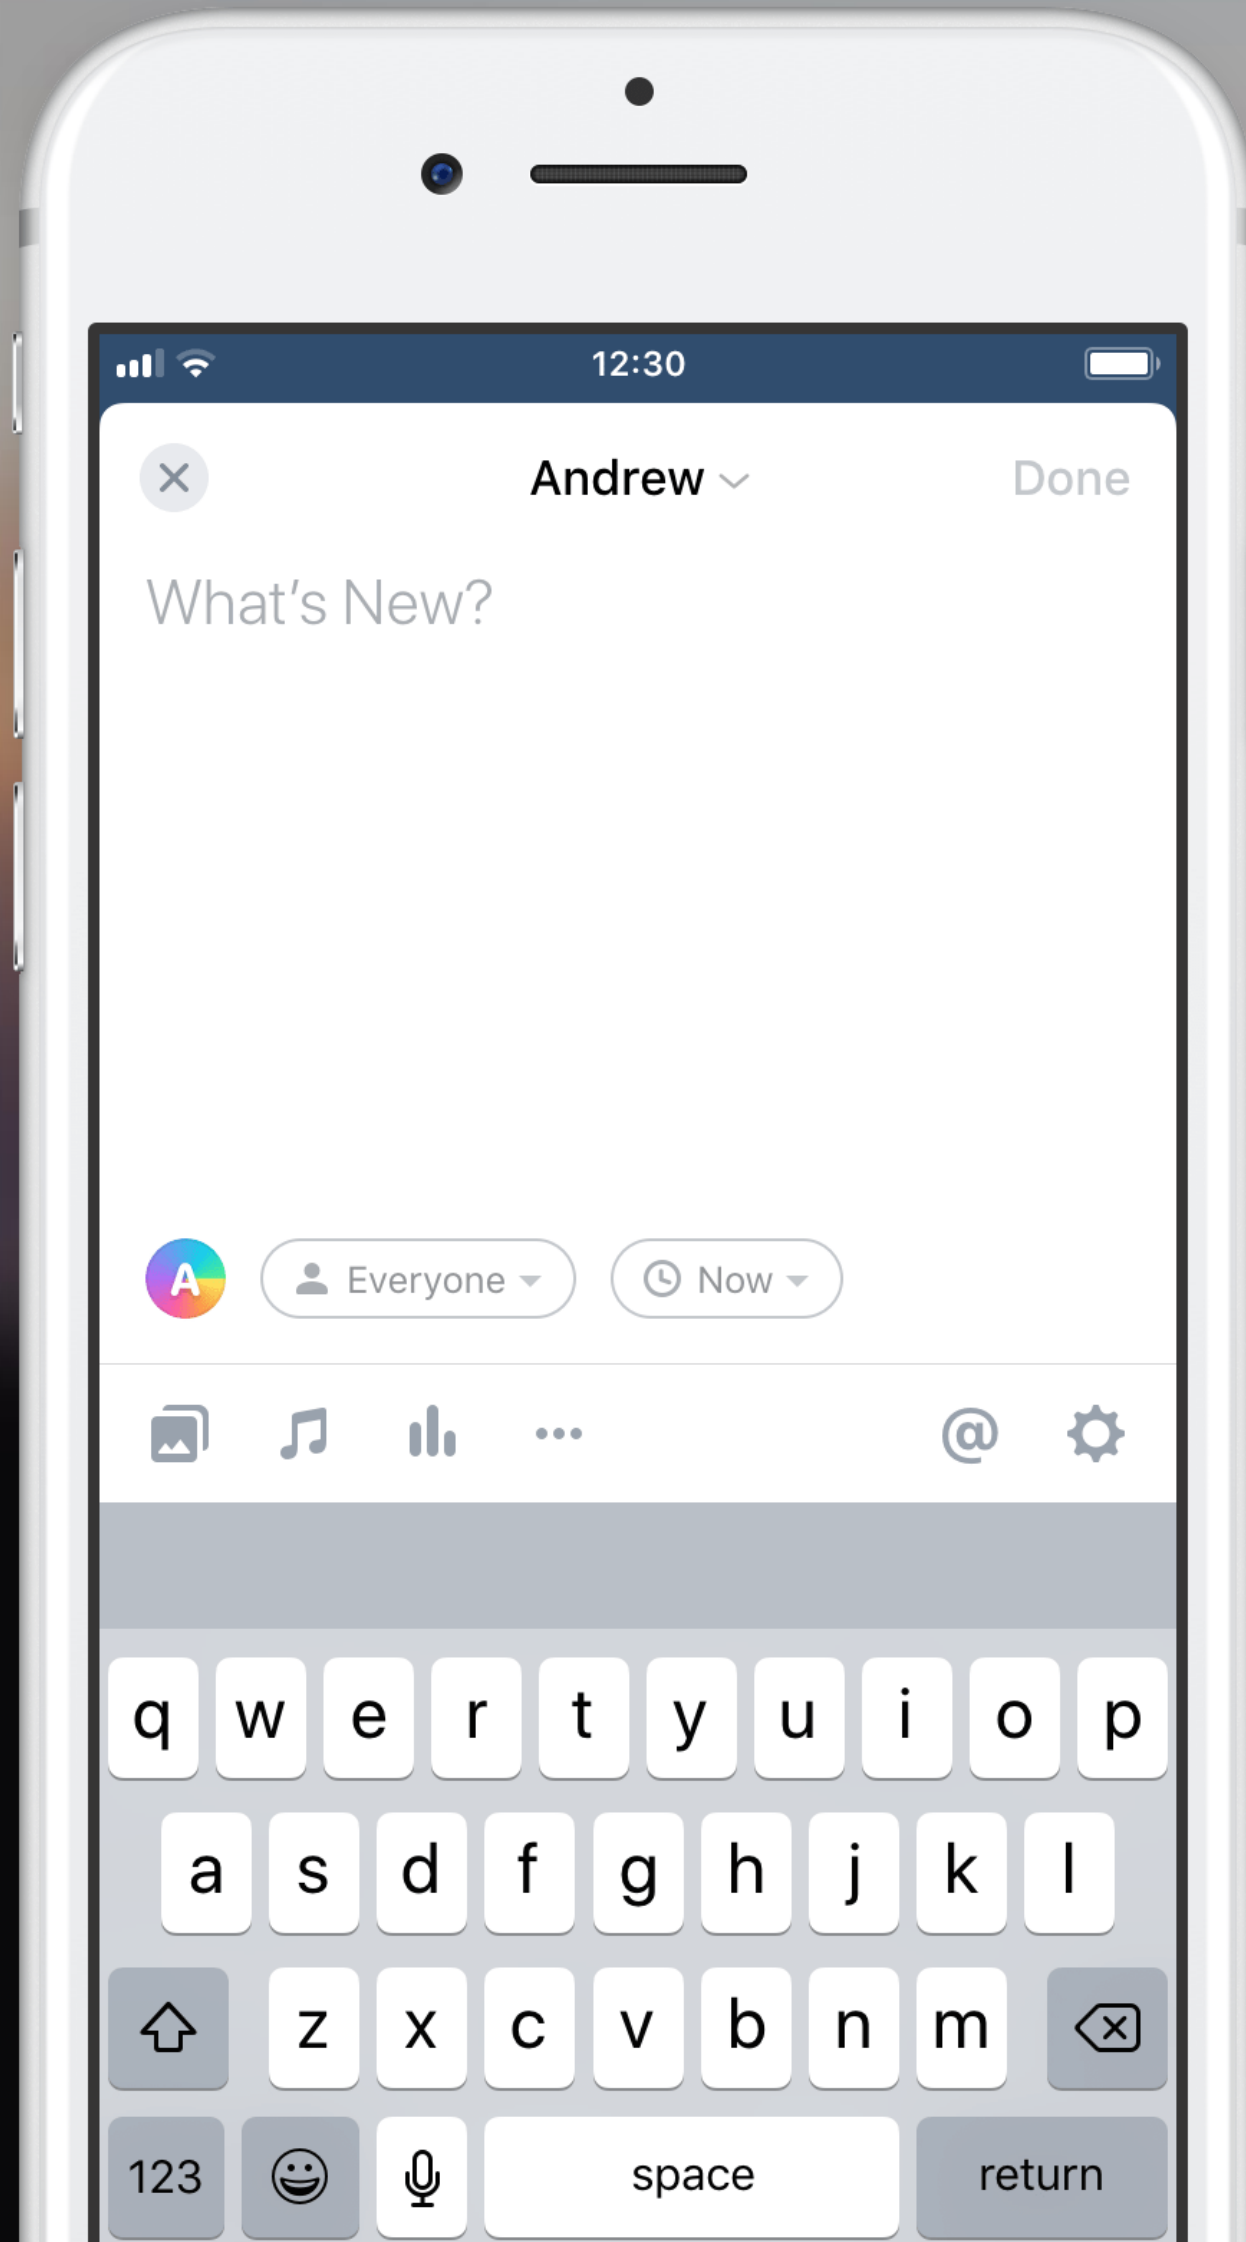 12:30
Andrew
Done
What's New?
A
Everyone
Now
@
q w e r t y u i o p
a s d f g h j k l
z x c v b n m
123
space
return